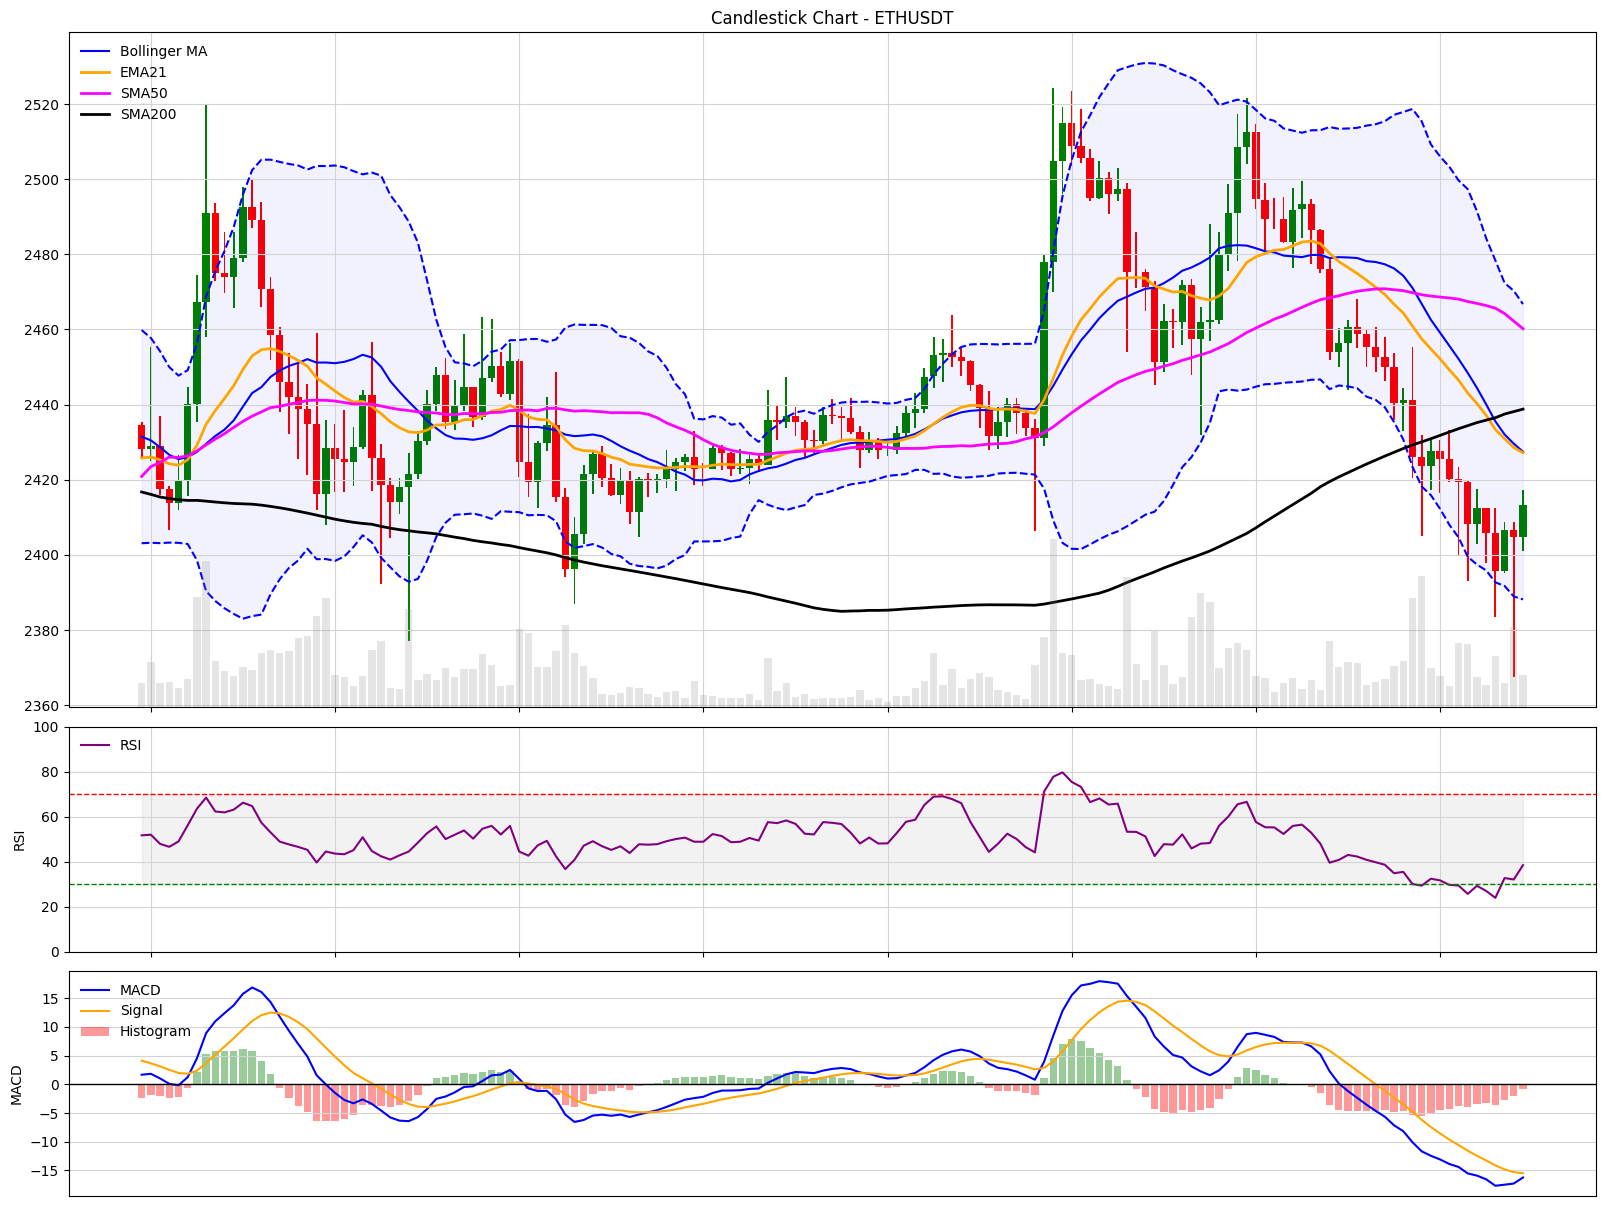 Candlestick Chart - ETHUSDT
Bollinger MA
EMA21
SMA50
SMA200
2520
2500
2480
2460
2440
2420
2400
2380
2360
RSI
100
80
60
40
20
0
RSI
MACD
Signal
Histogram
15
10
5
0
−5
−10
−15
MACD